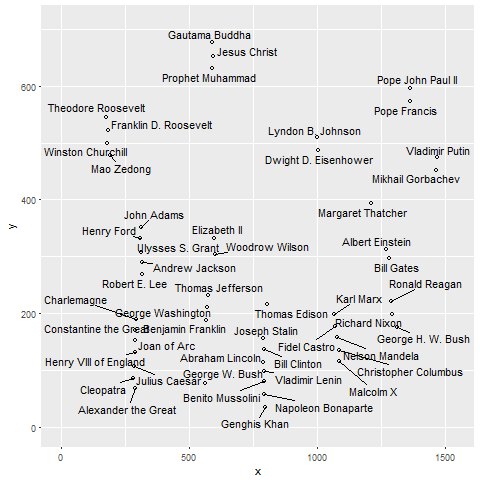 Gautama Buddha
Jesus Christ
Prophet Muhammad
Pope John Paul II
600
Pope Francis
Theodore Roosevelt
Franklin D. Roosevelt
Lyndon B. Johnson
Winston Churchill
Vladimir Putin
Dwight D. Eisenhower
Mao Zedong
Mikhail Gorbachev
400
Margaret Thatcher
John Adams
Henry Ford
Elizabeth II
Ulysses S. Grant
Woodrow Wilson
Albert Einstein
y
Andrew Jackson
Bill Gates
Robert E. Lee
Thomas Jefferson
Ronald Reagan
Charlemagne
Karl Marx
200
George Washington
Thomas Edison
Constantine the Great
Benjamin Franklin
Joseph Stalin
Richard Nixon
George H. W. Bush
Joan of Arc
Fidel Castro
Nelson Mandela
Henry VIII of England
Abraham Lincoln
Bill Clinton
Christopher Columbus
George W. Bush
Julius Caesar
Vladimir Lenin
Cleopatra
Malcolm X
Benito Mussolini
Alexander the Great
Napoleon Bonaparte
Genghis Khan
0
0
500
1000
1500
x